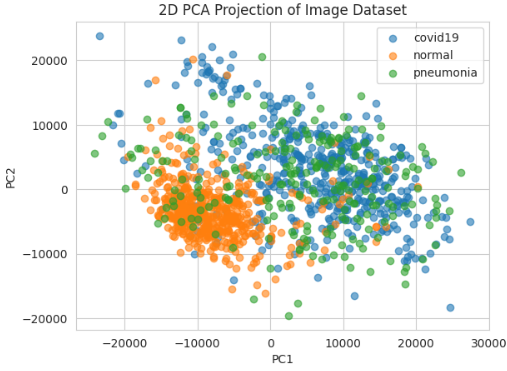 2D PCA Projection of Image Dataset
covid19
normal
pneumonia
20000
10000
0
−10000
−20000
PC2
−20000 −10000 0 10000 20000 30000
PC1